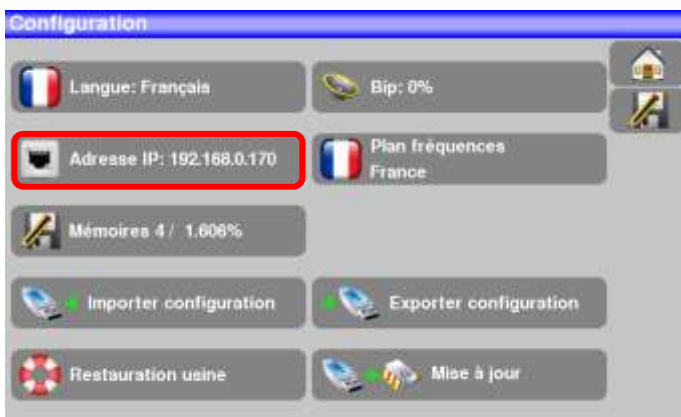 Configuration
Langue: Français
Bip: 0%
Adresse IP: 192.168.0.170
Plan fréquences
France
Mémoires 4 / 1.606%
Importer configuration
Exporter configuration
Restauration usine
Mise à jour